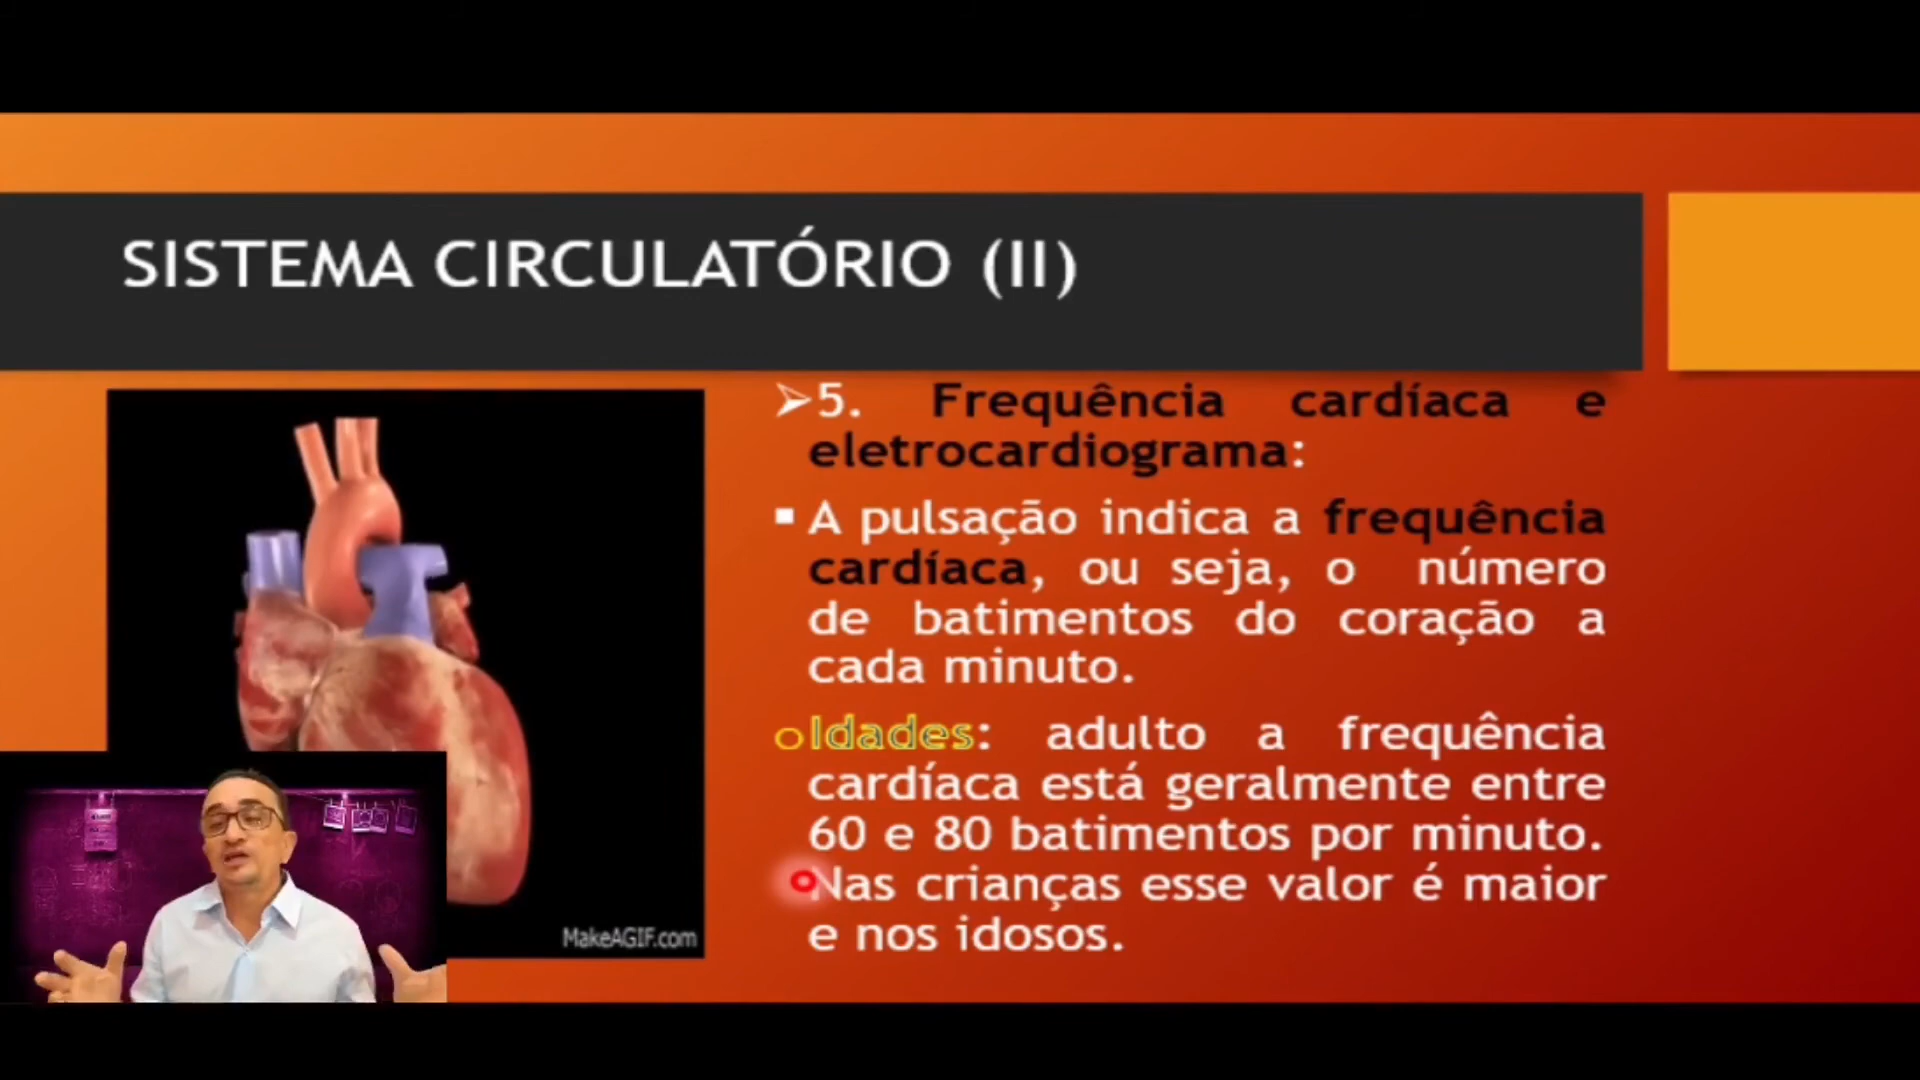 SISTEMA CIRCULATÓRIO (II)
➢5. Frequência cardíaca e
eletrocardiograma:
▪ A pulsação indica a frequência
cardíaca, ou seja, o número
de batimentos do coração a
cada minuto.
oIdades: adulto a frequência
cardíaca está geralmente entre
60 e 80 batimentos por minuto.
Nas crianças esse valor é maior
e nos idosos.
MakeAGIF.com